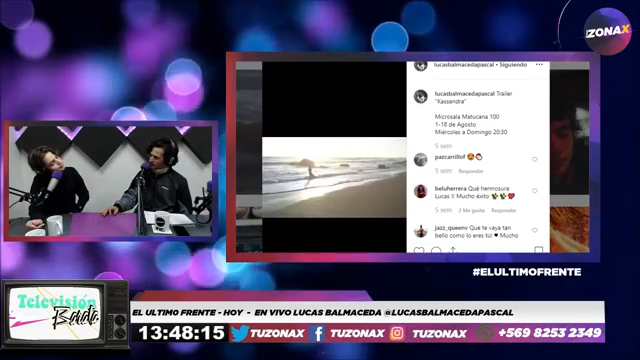 ZONAX
lucasbalmacedapascal • Siguiendo
lucasbalmacedapascal Trailer
"Kassandra"
Microsala Matucana 100
1-18 de Agosto
Miércoles a Domingo 20:30
5 sem
pazcarrillof 😍
5 sem Responder
beluherrera Qué hermosura
Lucas !! Mucho éxito
5 sem 2 Me gusta Responder
jazz_queenv Que te vaya tan
bello como lo eres tú! ♥ Mucho
#ELULTIMOFRENTE
Televisión
Barata
EL ULTIMO FRENTE - HOY - EN VIVO LUCAS BALMACEDA @LUCASBALMACEDAPASCAL
13:48:15 TUZONAX TUZONAX TUZONAX +569 8253 2349